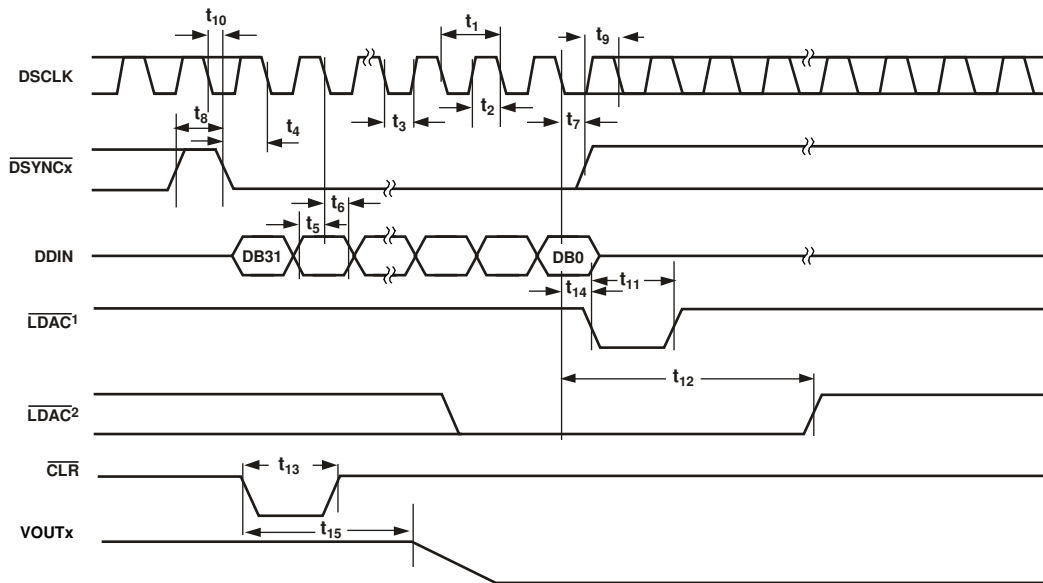 t10
t1
t9
DSCLK
t8
t4
t3
t2
t7
DSYNCx
t6
t5
DDIN
DB31
DB0
t14
t11
LDAC1
t12
LDAC2
CLR
t13
VOUTx
t15